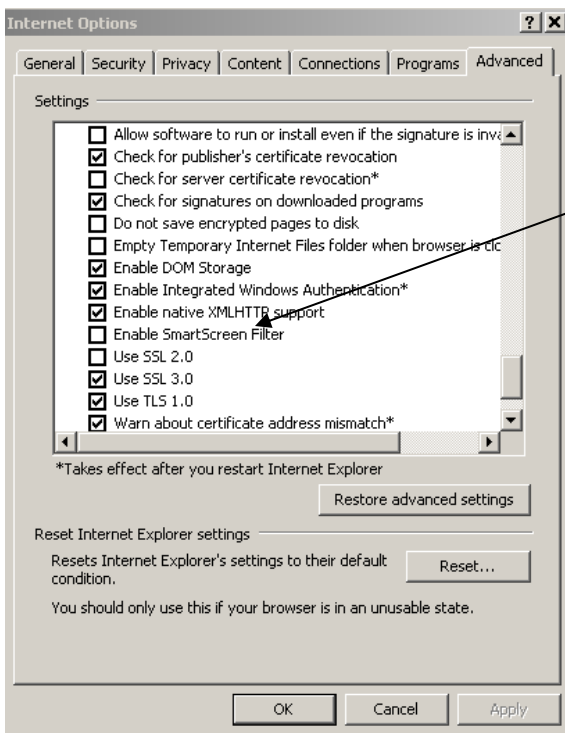 Internet Options
General Security Privacy Content Connections Programs Advanced
Settings
Allow software to run or install even if the signature is inva
Check for publisher's certificate revocation
Check for server certificate revocation*
Check for signatures on downloaded programs
Do not save encrypted pages to disk
Empty Temporary Internet Files folder when browser is clo
Enable DOM Storage
Enable Integrated Windows Authentication*
Enable native XMLHTTP support
Enable SmartScreen Filter
Use SSL 2.0
Use SSL 3.0
Use TLS 1.0
Warn about certificate address mismatch*
*Takes effect after you restart Internet Explorer
Restore advanced settings
Reset Internet Explorer settings
Resets Internet Explorer's settings to their default
condition.
Reset...
You should only use this if your browser is in an unusable state.
OK Cancel Apply